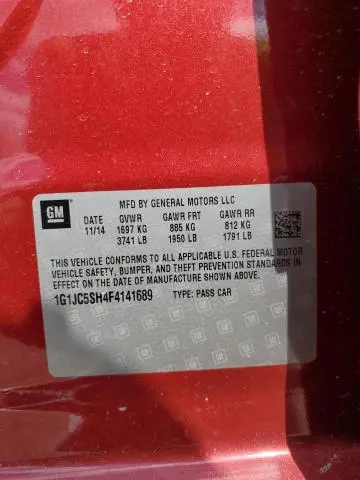 GM
MFD BY GENERAL MOTORS LLC
DATE GVWR GAWR FRT GAWR RR
11/14 1697 KG 885 KG 812 KG
3741 LB 1950 LB 1791 LB
THIS VEHICLE CONFORMS TO ALL APPLICABLE U.S. FEDERAL MOTOR
VEHICLE SAFETY, BUMPER, AND THEFT PREVENTION STANDARDS IN
EFFECT ON THE DATE OF MANUFACTURE SHOWN ABOVE.
1G1JC5SH4F4141689 TYPE: PASS CAR